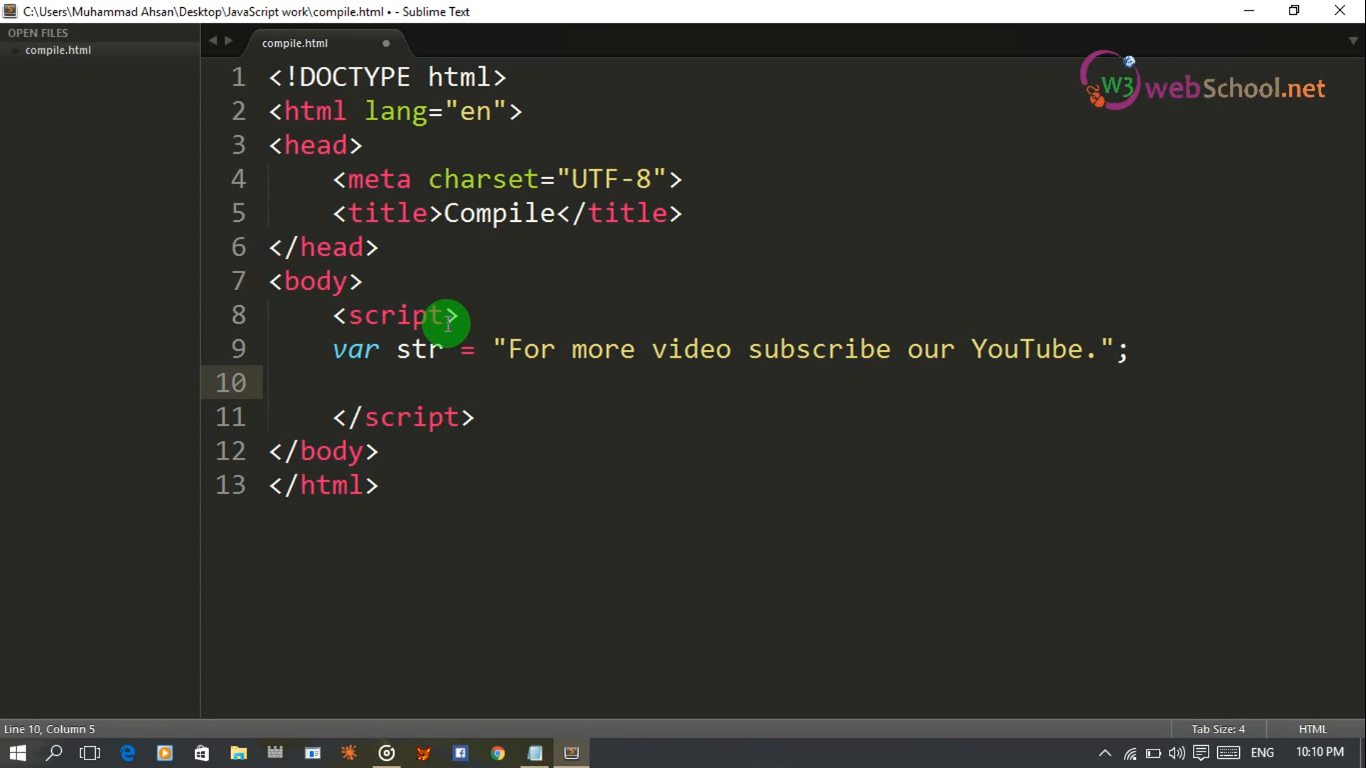 C:\Users\Muhammad Ahsan\Desktop\JavaScript work\compile.html • - Sublime Text
OPEN FILES
compile.html
compile.html
W3 webSchool.net
1 <!DOCTYPE html>
2 <html lang="en">
3 <head>
4     <meta charset="UTF-8">
5     <title>Compile</title>
6 </head>
7 <body>
8     <script>
9     var str = "For more video subscribe our YouTube.";
10
11     </script>
12 </body>
13 </html>
Line 10, Column 5
Tab Size: 4
HTML
ENG
10:10 PM